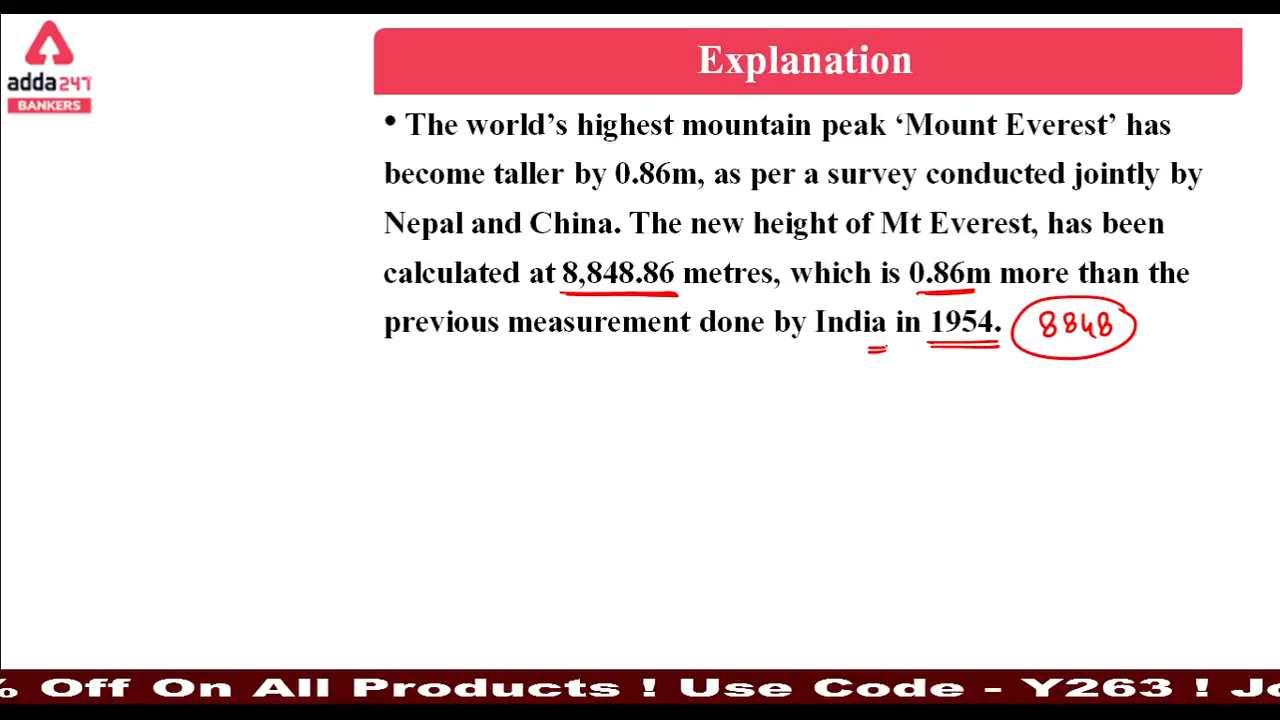 adda247
BANKERS
Explanation
• The world’s highest mountain peak ‘Mount Everest’ has
become taller by 0.86m, as per a survey conducted jointly by
Nepal and China. The new height of Mt Everest, has been
calculated at 8,848.86 metres, which is 0.86m more than the
previous measurement done by India in 1954. 8848
% Off On All Products ! Use Code - Y263 ! Jo